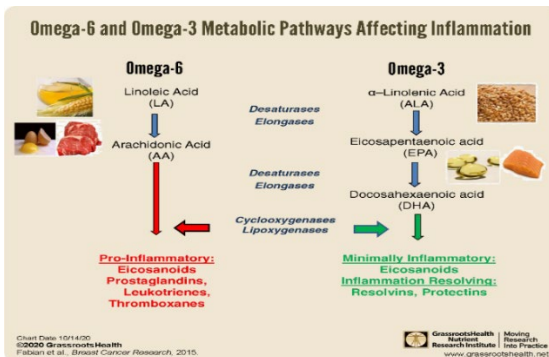 Omega-6 and Omega-3 Metabolic Pathways Affecting Inflammation
Omega-6
Linoleic Acid
(LA)
Arachidonic Acid
(AA)
Pro-Inflammatory:
Eicosanoids
Prostaglandins,
Leukotrienes,
Thromboxanes
Desaturases
Elongases
Desaturases
Elongases
Cyclooxygenases
Lipoxygenases
Omega-3
α-Linolenic Acid
(ALA)
Eicosapentaenoic acid
(EPA)
Docosahexaenoic acid
(DHA)
Minimally Inflammatory:
Eicosanoids
Inflammation Resolving:
Resolvins, Protectins
Chart Date 10/14/20
©2020 GrassrootsHealth
Fabian et al., Breast Cancer Research, 2015.
GrassrootsHealth
Nutrient
Research Institute
Moving
Research
Into Practice
www.grassrootshealth.net